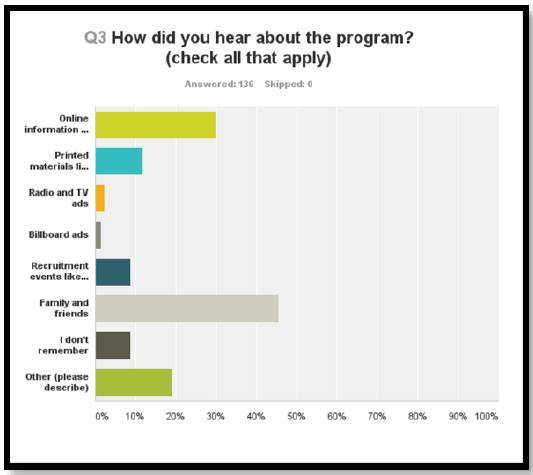 Q3 How did you hear about the program?
(check all that apply)
Answered: 136 Skipped: 0
Online
information ...
Printed
materials li...
Radio and TV
ads
Billboard ads
Recruitment
events like...
Family and
friends
I don't
remember
Other (please
describe)
0% 10% 20% 30% 40% 50% 60% 70% 80% 90% 100%